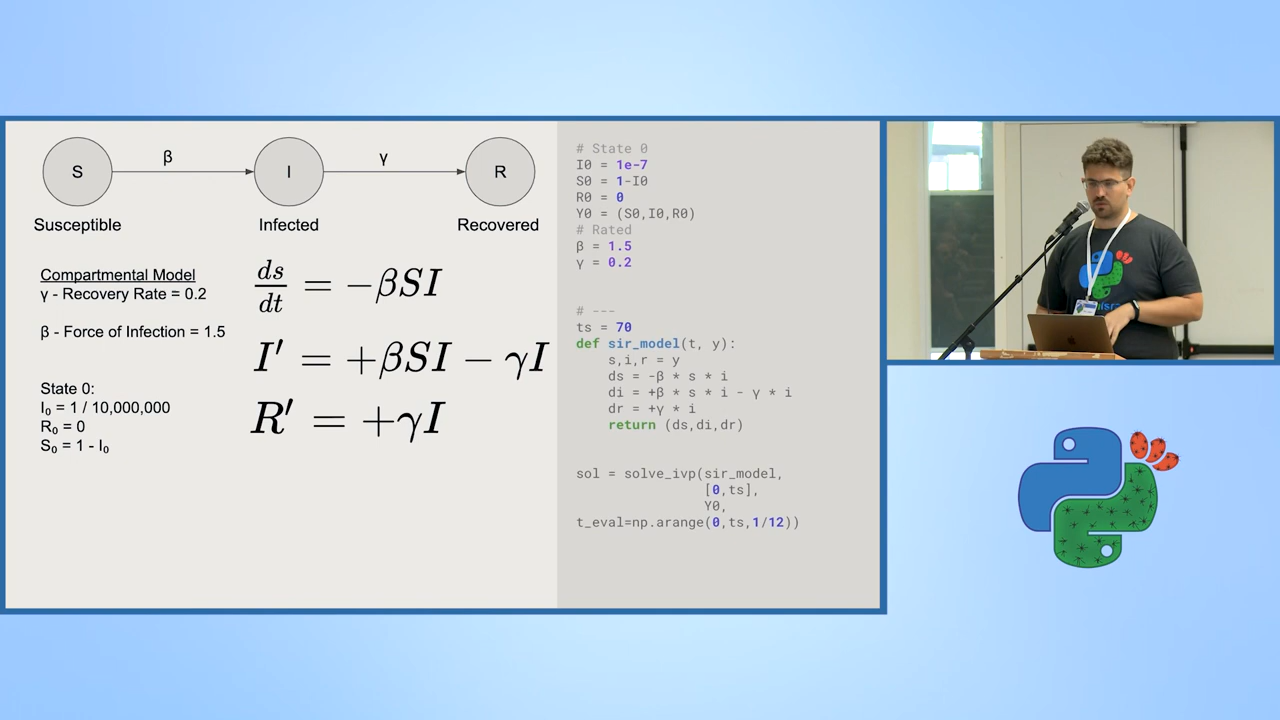 S
β
I
γ
R
Susceptible
Infected
Recovered
Compartmental Model
γ - Recovery Rate = 0.2
β - Force of Infection = 1.5
State 0:
I₀ = 1 / 10,000,000
R₀ = 0
S₀ = 1 - I₀
ds/dt = −βSI
I′ = +βSI − γI
R′ = +γI
# State 0
I0 = 1e-7
S0 = 1-I0
R0 = 0
Y0 = (S0,I0,R0)
# Rated
β = 1.5
γ = 0.2
# ---
ts = 70
def sir_model(t, y):
    s,i,r = y
    ds = -β * s * i
    di = +β * s * i - γ * i
    dr = +γ * i
    return (ds,di,dr)
sol = solve_ivp(sir_model,
                [0,ts],
                Y0,
t_eval=np.arange(0,ts,1/12))